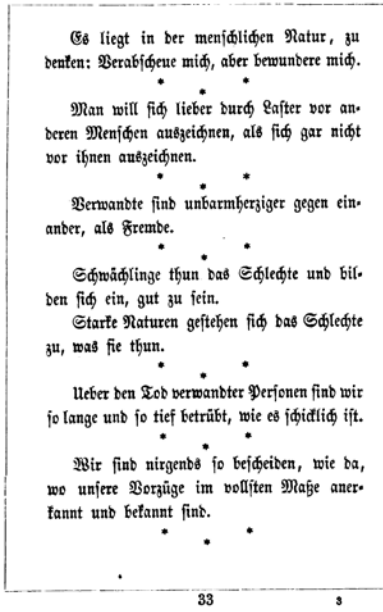 Es liegt in der menschlichen Natur, zu
denken: Verabscheue mich, aber bewundere mich.
* * *
Man will sich lieber durch Laster vor an-
deren Menschen auszeichnen, als sich gar nicht
vor ihnen auszeichnen.
* * *
Verwandte sind unbarmherziger gegen ein-
ander, als Fremde.
* * *
Schwächlinge thun das Schlechte und bil-
den sich ein, gut zu sein.
Starke Naturen gestehen sich das Schlechte
zu, was sie thun.
* * *
Ueber den Tod verwandter Personen sind wir
so lange und so tief betrübt, wie es schicklich ist.
* * *
Wir sind nirgends so bescheiden, wie da,
wo unsere Vorzüge im vollsten Maße aner-
kannt und bekannt sind.
* * *
33 3